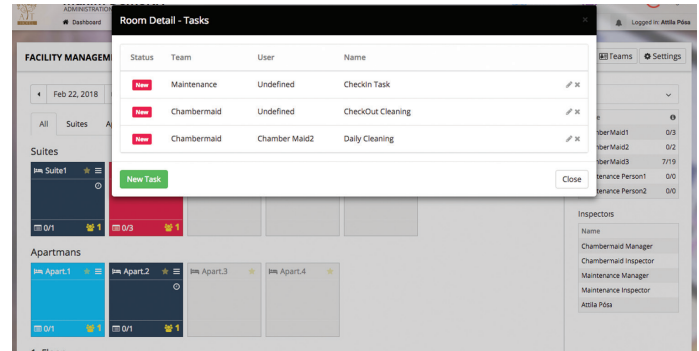 ADMINISTRATION
Dashboard
Logged in: Attila Pósa
Room Detail - Tasks
×
FACILITY MANAGEM
Teams
Settings
Status Team User Name
New Maintenance Undefined CheckIn Task
New Chambermaid Undefined CheckOut Cleaning
New Chambermaid Chamber Maid2 Daily Cleaning
New Task
Close
Feb 22, 2018
All Suites A
Suites
Suite1
0/1 1
0/3 1
Apartmans
Apart.1
Apart.2
Apart.3
Apart.4
0/1 1
0/1 1
e
mberMaid1 0/3
mberMaid2 0/2
mberMaid3 7/19
tenance Person1 0/0
tenance Person2 0/0
Inspectors
Name
Chambermaid Manager
Chambermaid Inspector
Maintenance Manager
Maintenance Inspector
Attila Pósa